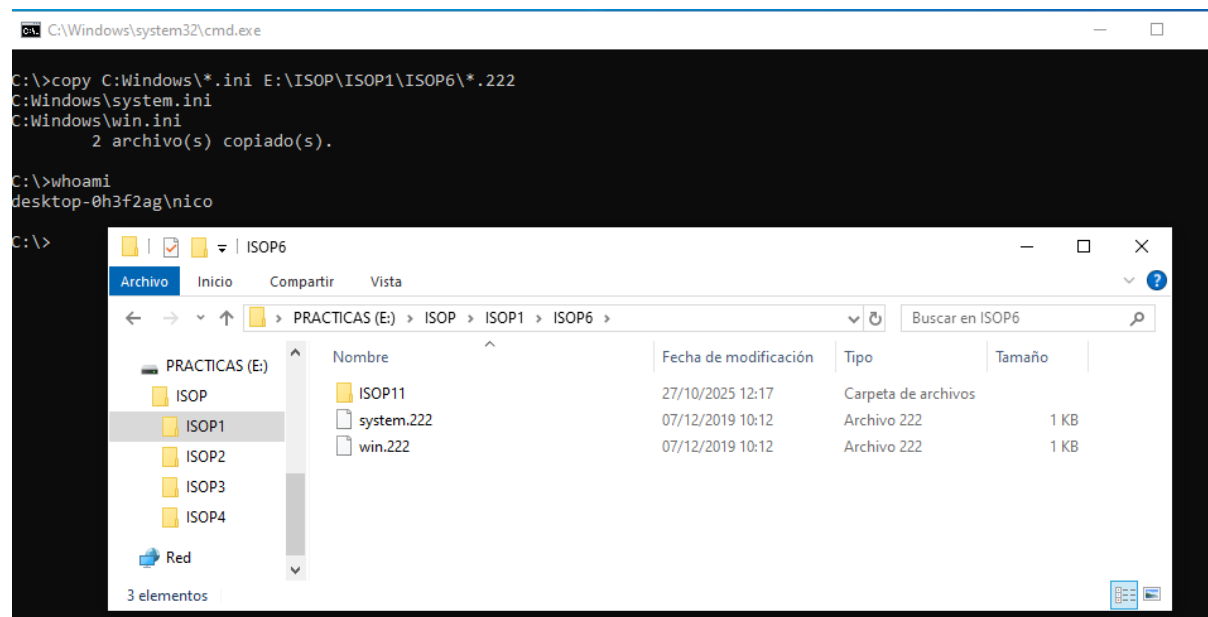 C:\Windows\system32\cmd.exe
C:\>copy C:Windows\*.ini E:\ISOP\ISOP1\ISOP6\*.222
C:Windows\system.ini
C:Windows\win.ini
        2 archivo(s) copiado(s).
C:\>whoami
desktop-0h3f2ag\nico
C:\>
ISOP6
Archivo Inicio Compartir Vista
PRACTICAS (E:) > ISOP > ISOP1 > ISOP6 >
Buscar en ISOP6
PRACTICAS (E:)
ISOP
ISOP1
ISOP2
ISOP3
ISOP4
Red
Nombre Fecha de modificación Tipo Tamaño
ISOP11 27/10/2025 12:17 Carpeta de archivos
system.222 07/12/2019 10:12 Archivo 222 1 KB
win.222 07/12/2019 10:12 Archivo 222 1 KB
3 elementos